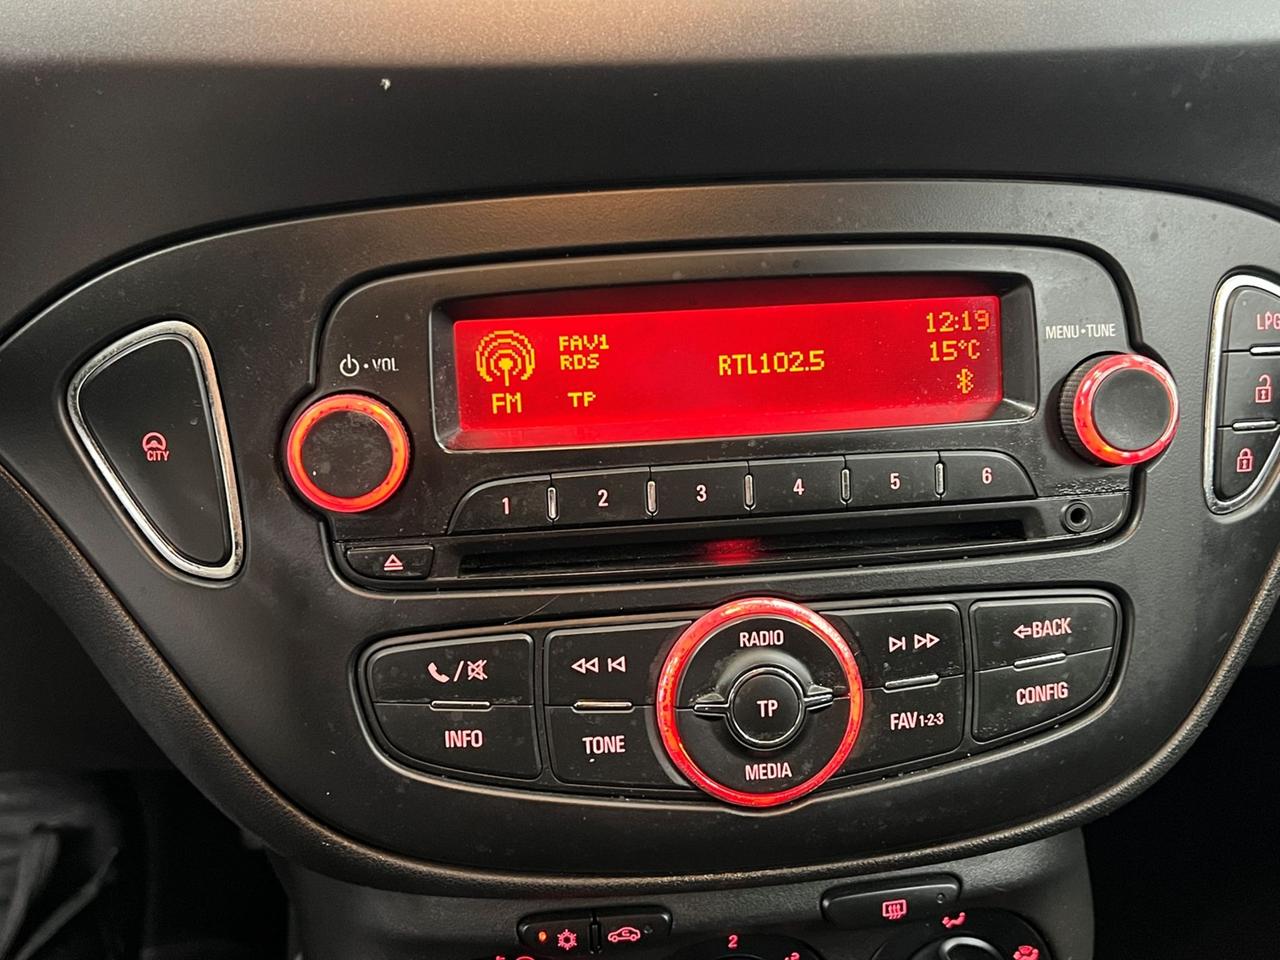 FAV1
RDS
FM
TP
RTL102.5
12:19
15°C
VOL
MENU•TUNE
CITY
LPG
1
2
3
4
5
6
RADIO
TP
MEDIA
INFO
TONE
FAV1-2-3
BACK
CONFIG
2